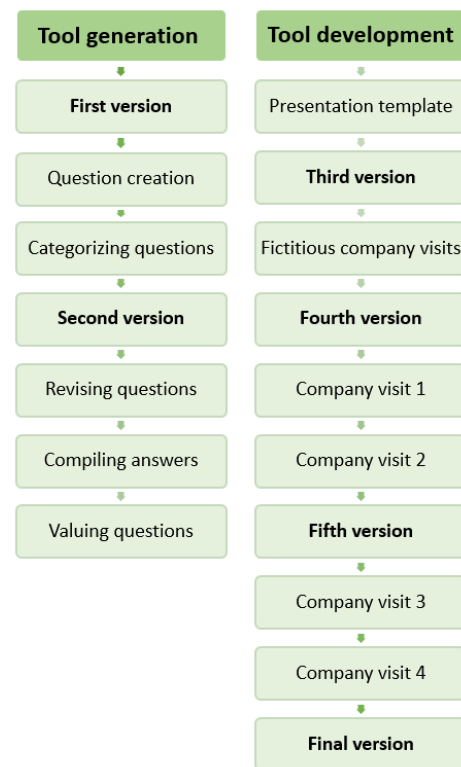 Tool generation
First version
Question creation
Categorizing questions
Second version
Revising questions
Compiling answers
Valuing questions
Tool development
Presentation template
Third version
Fictitious company visits
Fourth version
Company visit 1
Company visit 2
Fifth version
Company visit 3
Company visit 4
Final version